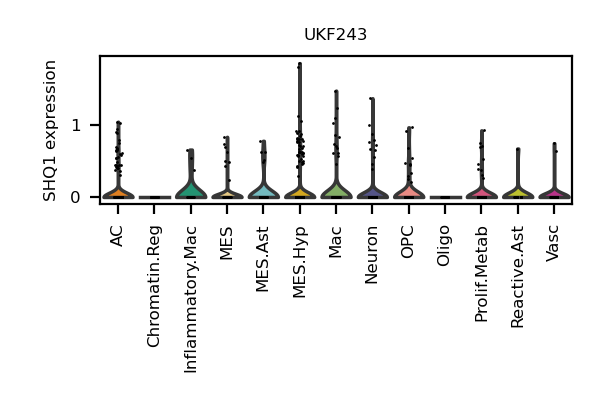 UKF243
SHQ1 expression
1
0
AC
Chromatin.Reg
Inflammatory.Mac
MES
MES.Ast
MES.Hyp
Mac
Neuron
OPC
Oligo
Prolif.Metab
Reactive.Ast
Vasc